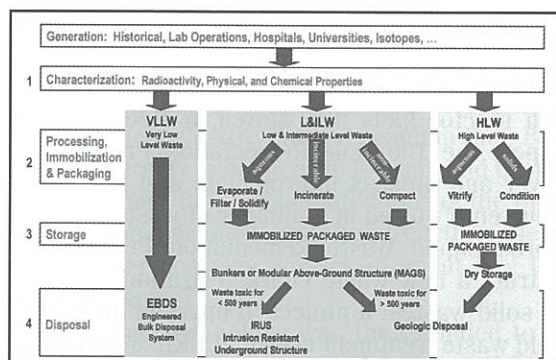 Generation: Historical, Lab Operations, Hospitals, Universities, Isotopes, ...
1 Characterization: Radioactivity, Physical, and Chemical Properties
VLLW
Very Low
Level Waste
L&ILW
Low & Intermediate Level Waste
HLW
High Level Waste
2 Processing,
Immobilization
& Packaging
incinerable
non-
incinerable
solids
Evaporate /
Filter / Solidify
Incinerate
Compact
Vitrify
Condition
3 Storage
IMMOBILIZED PACKAGED WASTE
IMMOBILIZED
PACKAGED WASTE
Bunkers or Modular Above-Ground Structure (MAGS)
Dry Storage
Waste toxic for
< 500 years
Waste toxic for
> 500 years
4 Disposal
EBDS
Engineered
Bulk Disposal
System
IRUS
Intrusion Resistant
Underground Structure
Geologic Disposal